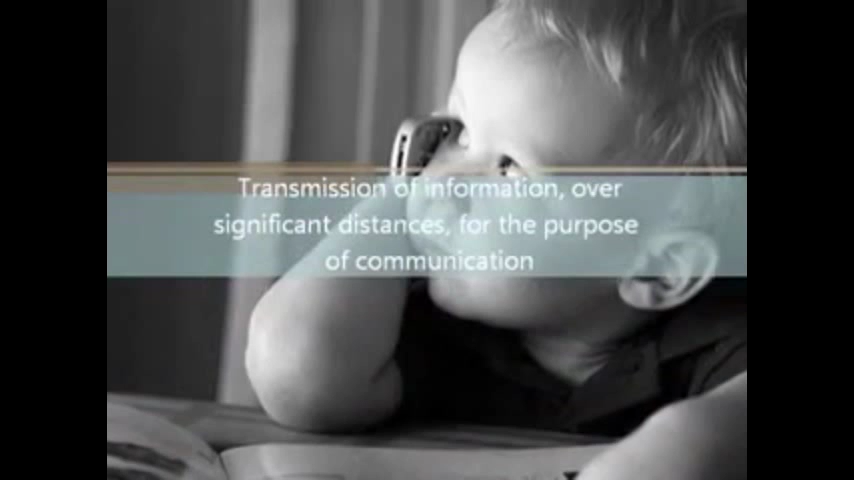 Transmission of information, over
significant distances, for the purpose
of communication